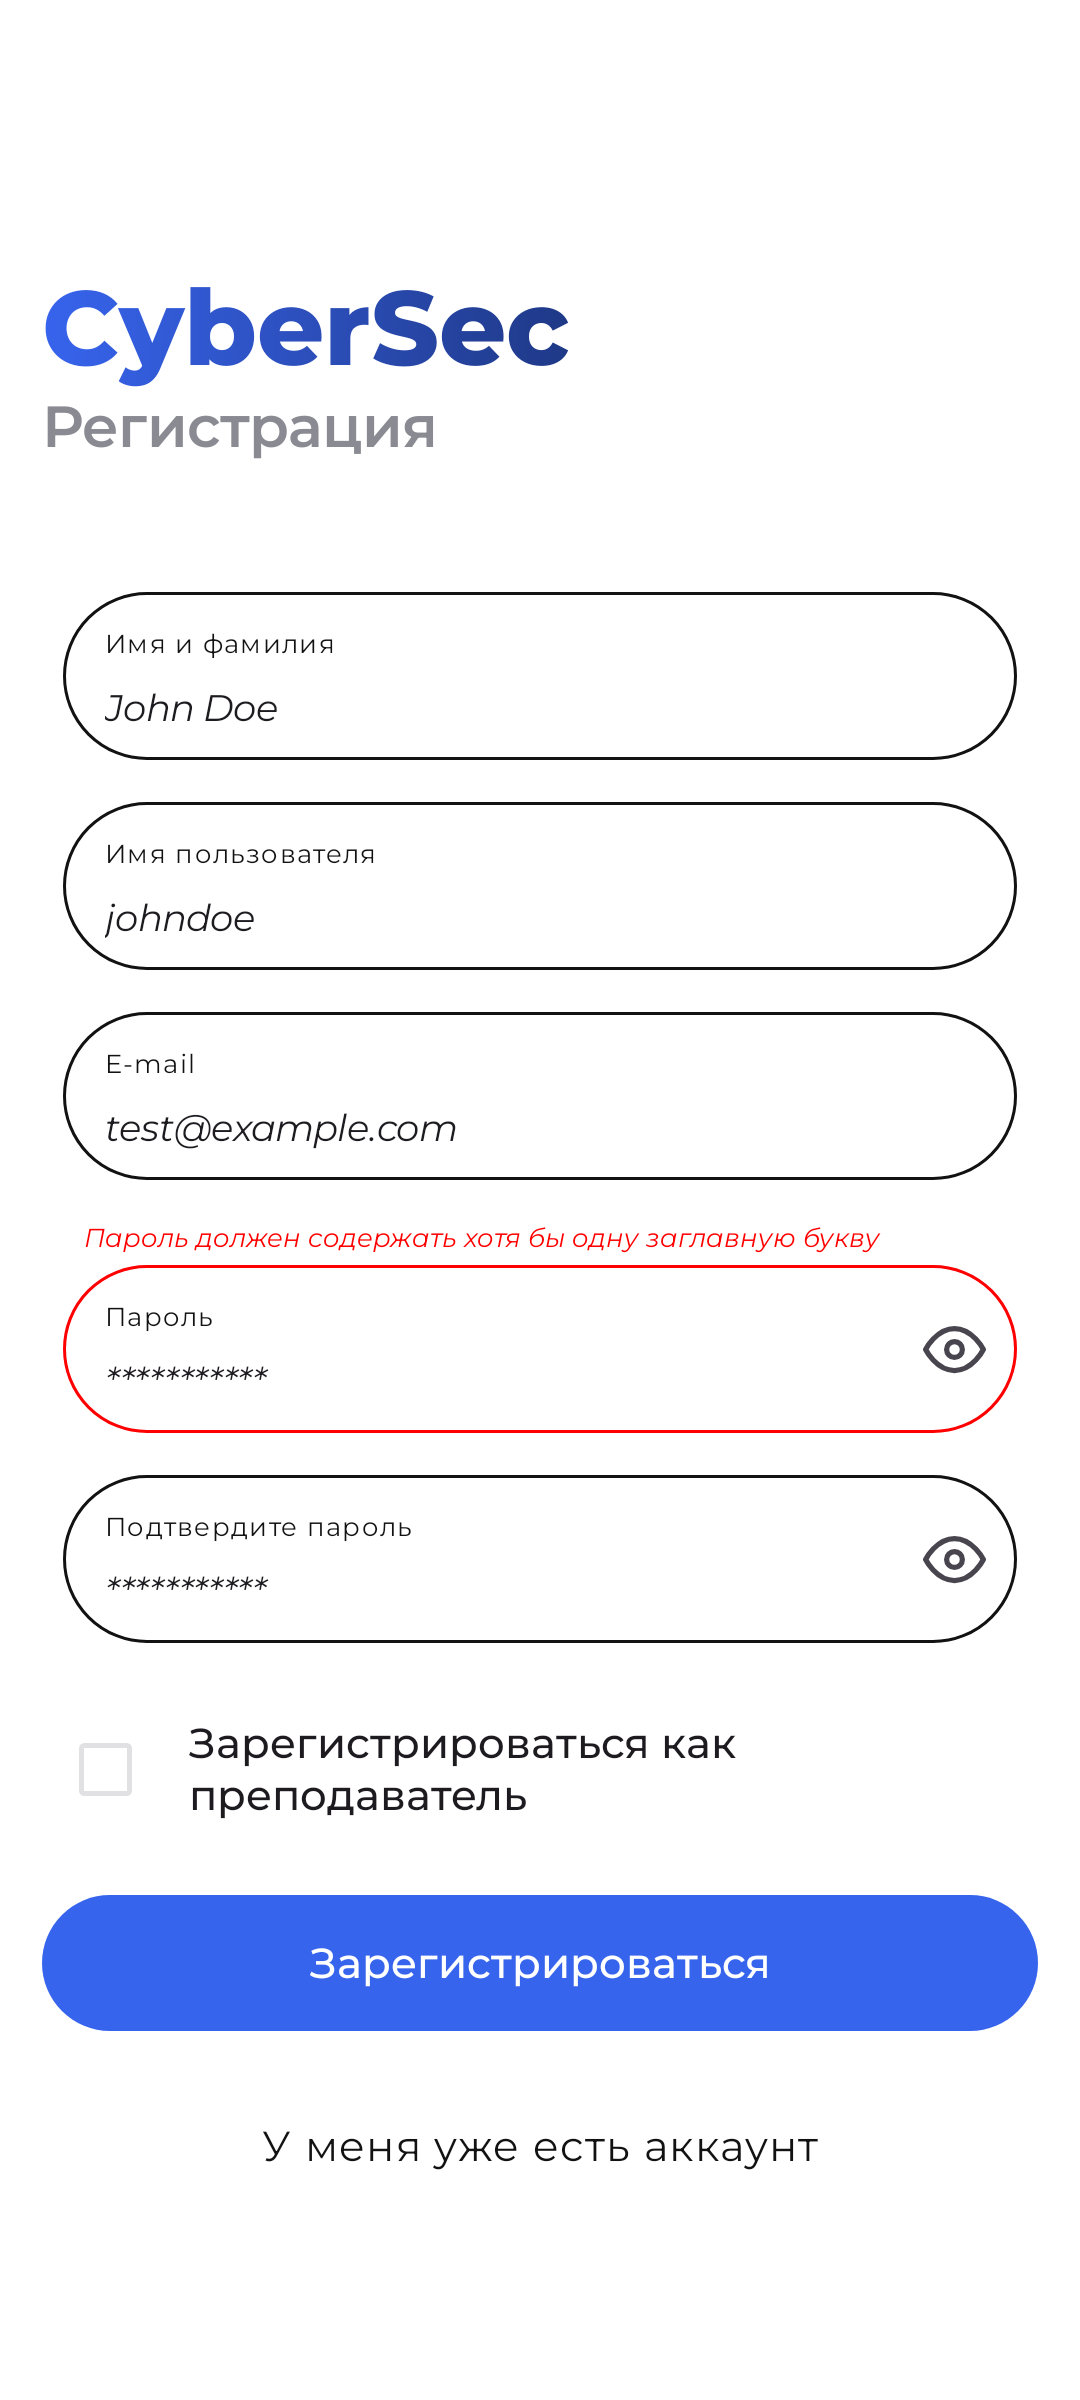 CyberSec
Регистрация
Имя и фамилия
John Doe
Имя пользователя
johndoe
E-mail
test@example.com
Пароль должен содержать хотя бы одну заглавную букву
Пароль
***********
Подтвердите пароль
***********
Зарегистрироваться как
преподаватель
Зарегистрироваться
У меня уже есть аккаунт